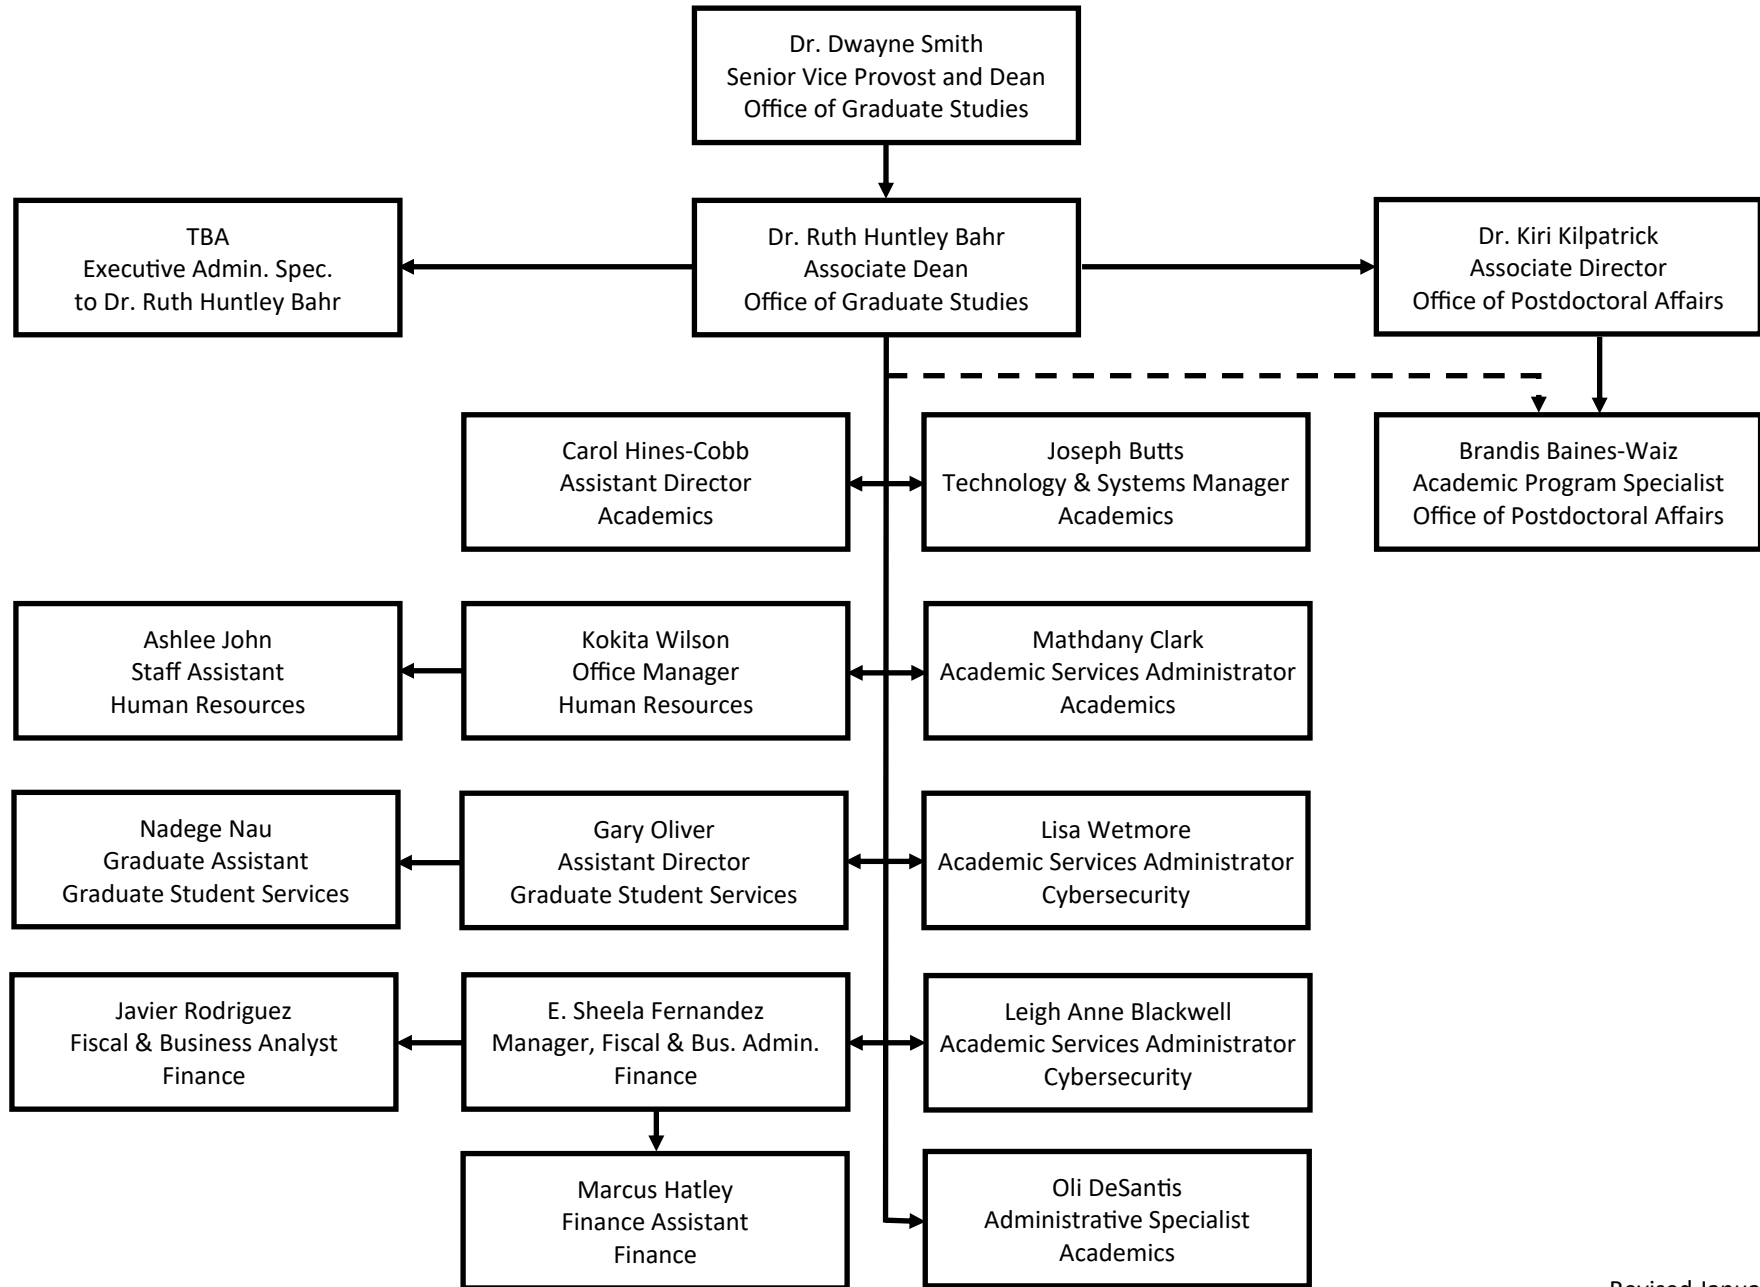 Dr. Dwayne Smith
Senior Vice Provost and Dean
Office of Graduate Studies
TBA
Executive Admin. Spec.
to Dr. Ruth Huntley Bahr
Dr. Ruth Huntley Bahr
Associate Dean
Office of Graduate Studies
Dr. Kiri Kilpatrick
Associate Director
Office of Postdoctoral Affairs
Carol Hines-Cobb
Assistant Director
Academics
Joseph Butts
Technology & Systems Manager
Academics
Brandis Baines-Waiz
Academic Program Specialist
Office of Postdoctoral Affairs
Ashlee John
Staff Assistant
Human Resources
Kokita Wilson
Office Manager
Human Resources
Mathdany Clark
Academic Services Administrator
Academics
Nadege Nau
Graduate Assistant
Graduate Student Services
Gary Oliver
Assistant Director
Graduate Student Services
Lisa Wetmore
Academic Services Administrator
Cybersecurity
Javier Rodriguez
Fiscal & Business Analyst
Finance
E. Sheela Fernandez
Manager, Fiscal & Bus. Admin.
Finance
Leigh Anne Blackwell
Academic Services Administrator
Cybersecurity
Marcus Hatley
Finance Assistant
Finance
Oli DeSantis
Administrative Specialist
Academics
Revised